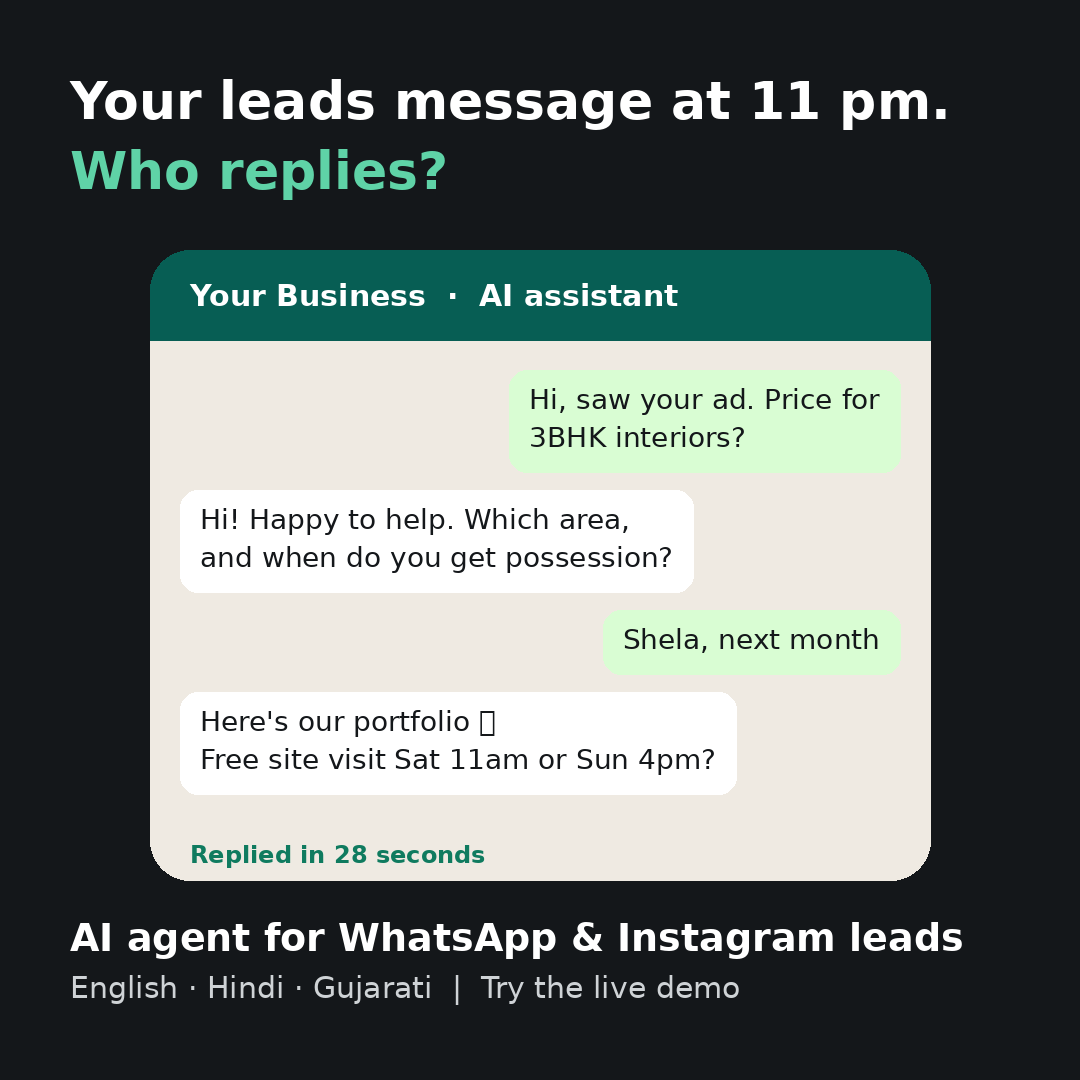 Your leads message at 11 pm.
Who replies?
Your Business · AI assistant
Hi, saw your ad. Price for
3BHK interiors?
Hi! Happy to help. Which area,
and when do you get possession?
Shela, next month
Here's our portfolio
Free site visit Sat 11am or Sun 4pm?
Replied in 28 seconds
AI agent for WhatsApp & Instagram leads
English · Hindi · Gujarati | Try the live demo